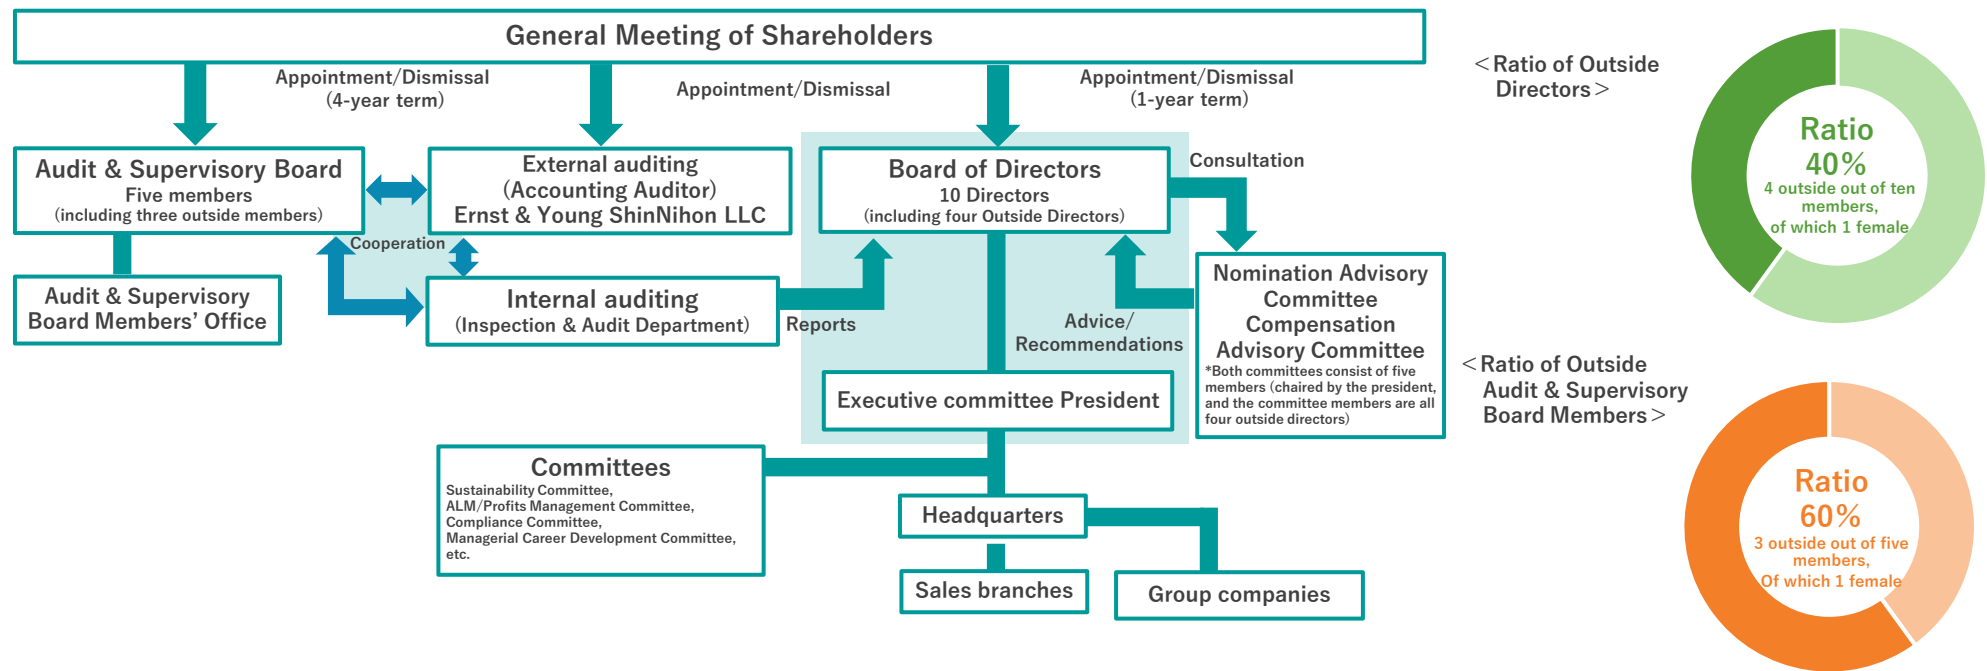 General Meeting of Shareholders
Appointment/Dismissal
(4-year term)
Appointment/Dismissal
Appointment/Dismissal
(1-year term)
Audit & Supervisory Board
Five members
(including three outside members)
External auditing
(Accounting Auditor)
Ernst & Young ShinNihon LLC
Board of Directors
10 Directors
(including four Outside Directors)
Consultation
Cooperation
Audit & Supervisory
Board Members’ Office
Internal auditing
(Inspection & Audit Department)
Reports
Advice/
Recommendations
Nomination Advisory
Committee
Compensation
Advisory Committee
*Both committees consist of five
members (chaired by the president,
and the committee members are all
four outside directors)
Executive committee President
Committees
Sustainability Committee,
ALM/Profits Management Committee,
Compliance Committee,
Managerial Career Development Committee,
etc.
Headquarters
Sales branches
Group companies
<Ratio of Outside
Directors>
Ratio
40%
4 outside out of ten
members,
of which 1 female
<Ratio of Outside
Audit & Supervisory
Board Members>
Ratio
60%
3 outside out of five
members,
Of which 1 female